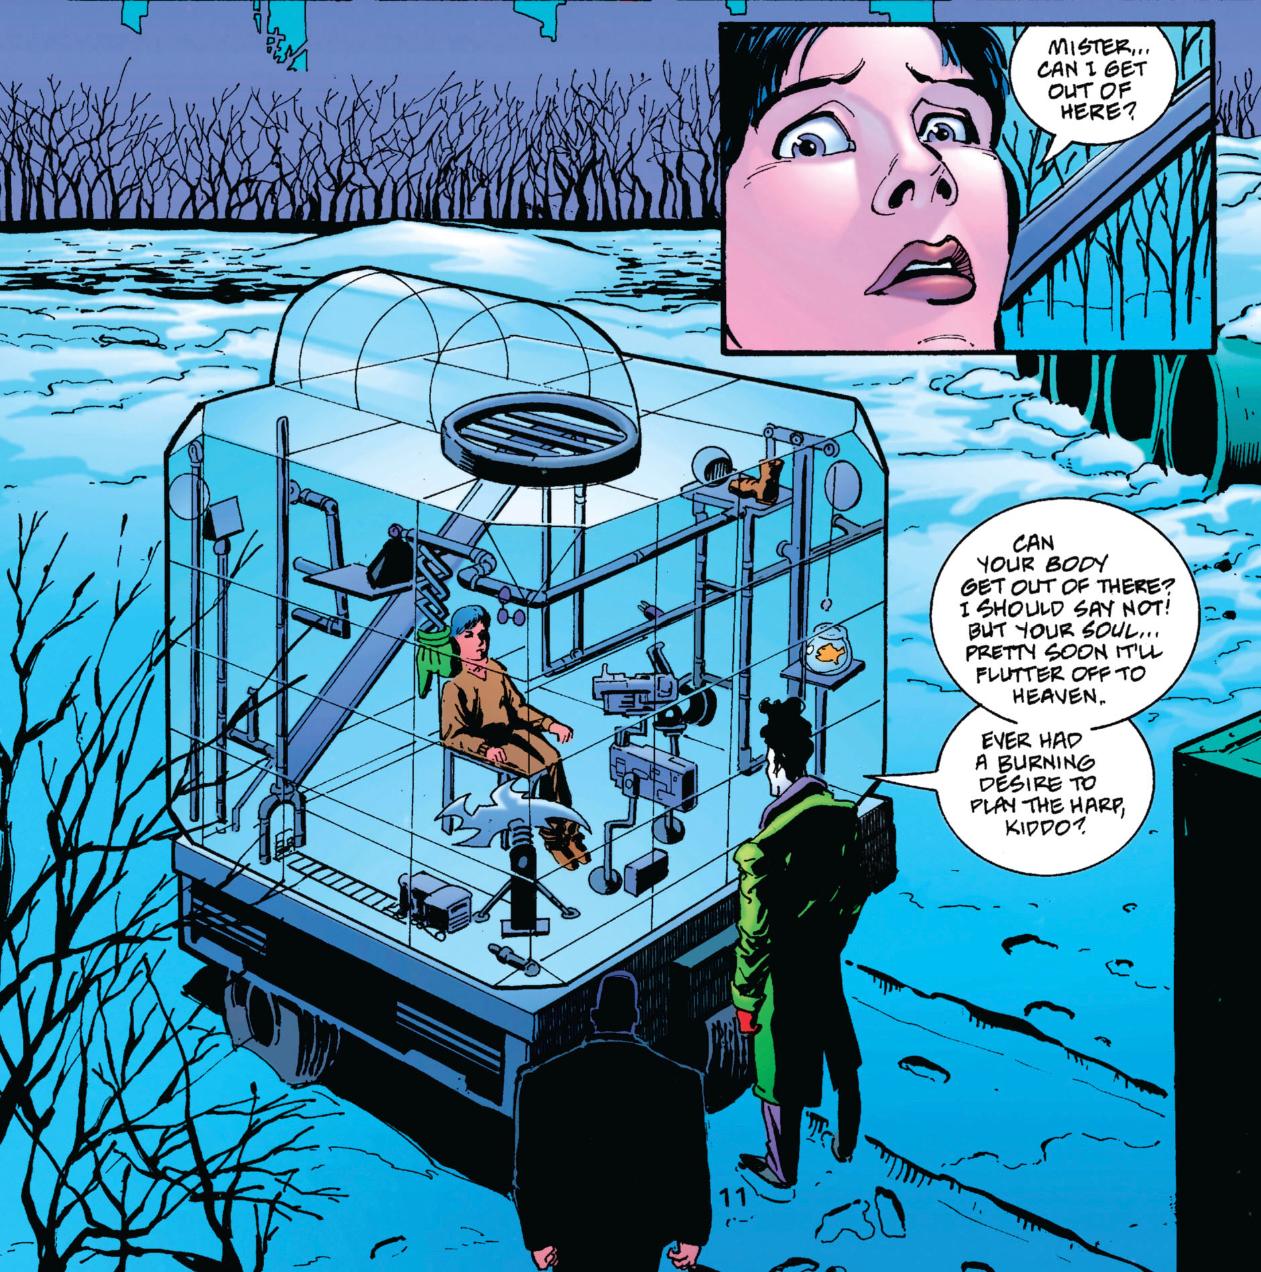 MISTER...
CAN I GET
OUT OF
HERE?
CAN
YOUR BODY
GET OUT OF THERE?
I SHOULD SAY NOT!
BUT YOUR SOUL...
PRETTY SOON IT'LL
FLUTTER OFF TO
HEAVEN.
EVER HAD
A BURNING
DESIRE TO
PLAY THE HARP,
KIDDO?